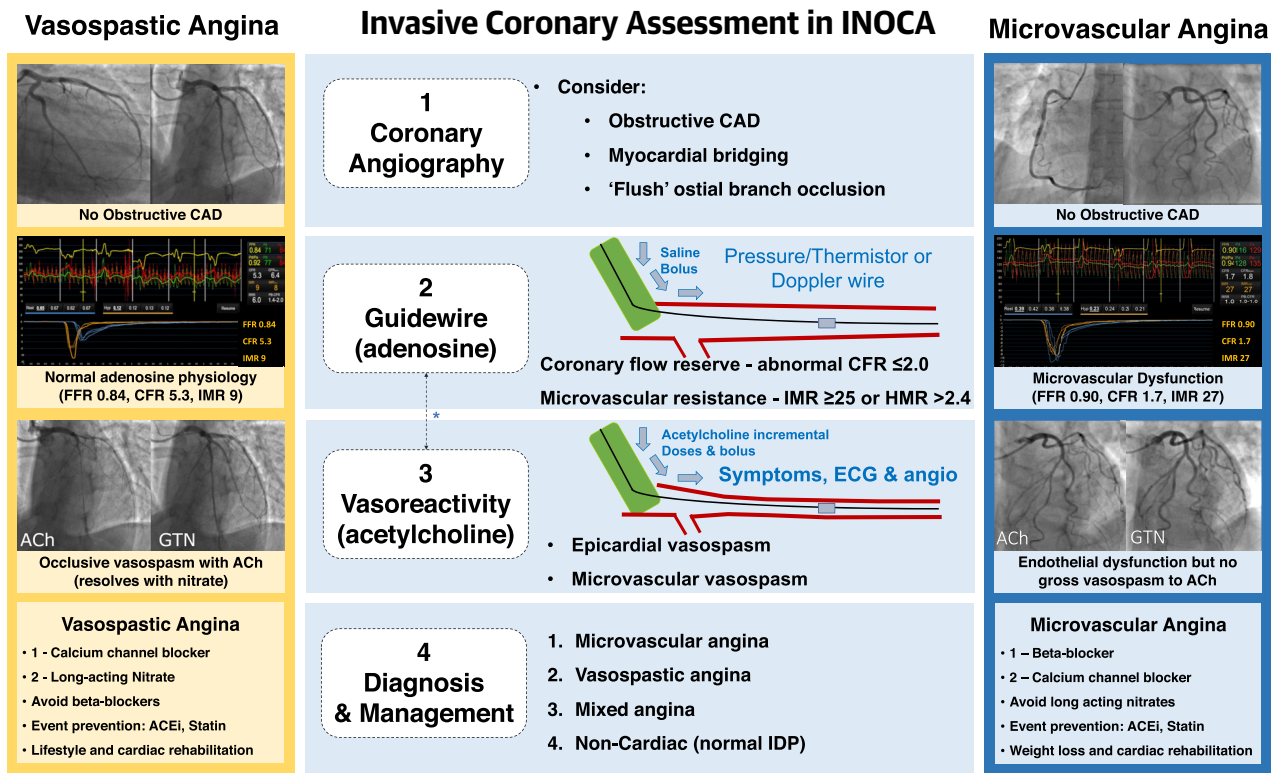 Vasospastic Angina
Invasive Coronary Assessment in INOCA
Microvascular Angina
No Obstructive CAD
FFR 0.84
CFR 5.3
IMR 9
Normal adenosine physiology
(FFR 0.84, CFR 5.3, IMR 9)
ACh
GTN
Occlusive vasospasm with ACh
(resolves with nitrate)
Vasospastic Angina
• 1 - Calcium channel blocker
• 2 - Long-acting Nitrate
• Avoid beta-blockers
• Event prevention: ACEi, Statin
• Lifestyle and cardiac rehabilitation
1
Coronary
Angiography
• Consider:
• Obstructive CAD
• Myocardial bridging
• ‘Flush’ ostial branch occlusion
2
Guidewire
(adenosine)
Saline
Bolus
Pressure/Thermistor or
Doppler wire
Coronary flow reserve - abnormal CFR ≤2.0
Microvascular resistance - IMR ≥25 or HMR >2.4
*
3
Vasoreactivity
(acetylcholine)
Acetylcholine incremental
Doses & bolus
Symptoms, ECG & angio
• Epicardial vasospasm
• Microvascular vasospasm
4
Diagnosis
& Management
1. Microvascular angina
2. Vasospastic angina
3. Mixed angina
4. Non-Cardiac (normal IDP)
No Obstructive CAD
FFR 0.90
CFR 1.7
IMR 27
Microvascular Dysfunction
(FFR 0.90, CFR 1.7, IMR 27)
ACh
GTN
Endothelial dysfunction but no
gross vasospasm to ACh
Microvascular Angina
• 1 – Beta-blocker
• 2 – Calcium channel blocker
• Avoid long acting nitrates
• Event prevention: ACEi, Statin
• Weight loss and cardiac rehabilitation